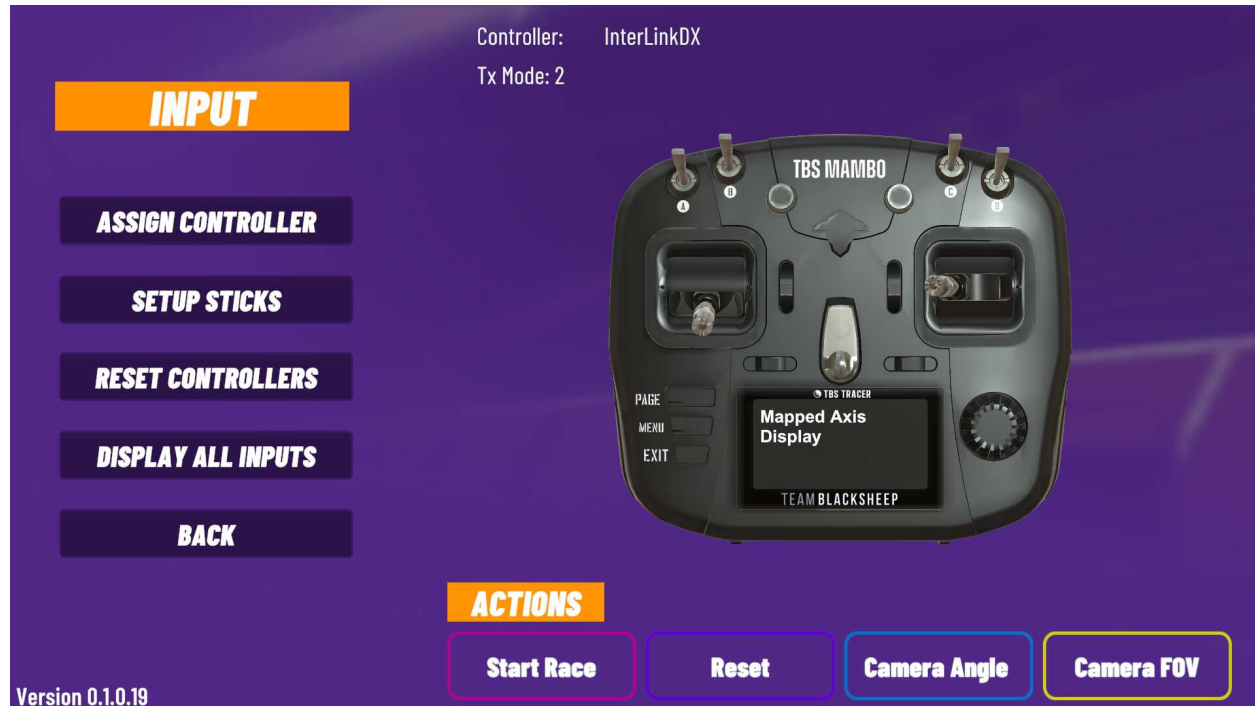 Controller: InterLinkDX
Tx Mode: 2
INPUT
ASSIGN CONTROLLER
SETUP STICKS
RESET CONTROLLERS
DISPLAY ALL INPUTS
BACK
TBS MAMBO
A
B
C
D
PAGE
MENU
EXIT
TBS TRACER
Mapped Axis
Display
TEAMBLACKSHEEP
ACTIONS
Start Race
Reset
Camera Angle
Camera FOV
Version 0.1.0.19